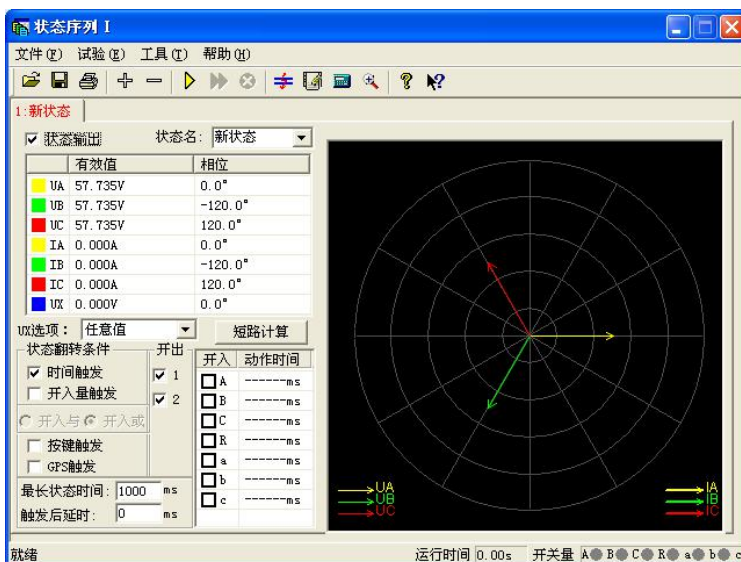 状态序列 I
文件(F) 试验(E) 工具(T) 帮助(H)
1:新状态
状态输出 状态名: 新状态
有效值 相位
UA 57.735V 0.0°
UB 57.735V -120.0°
UC 57.735V 120.0°
IA 0.000A 0.0°
IB 0.000A -120.0°
IC 0.000A 120.0°
UX 0.000V 0.0°
UX选项: 任意值 短路计算
状态翻转条件 开出 开入 动作时间
时间触发 1 A ------ms
开入量触发 2 B ------ms
开入与 开入或 C ------ms
R ------ms
按键触发 a ------ms
GPS触发 b ------ms
最长状态时间: 1000 ms c ------ms
触发后延时: 0 ms
UA IA
UB IB
UC IC
就绪 运行时间 0.00s 开关量 A B C R a b c